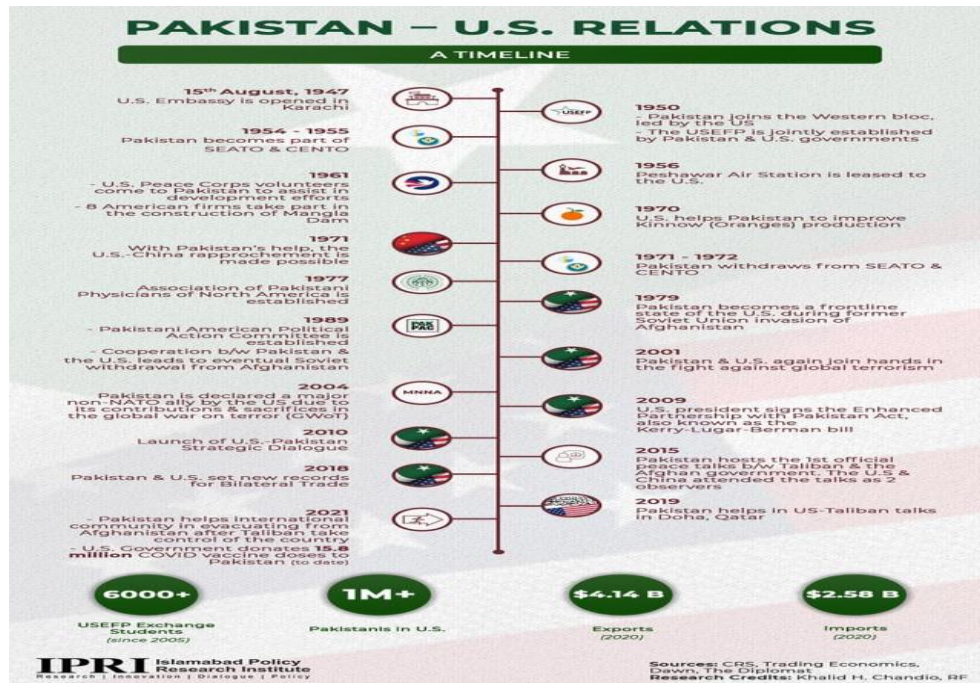 PAKISTAN – U.S. RELATIONS
A TIMELINE
15th August, 1947
U.S. Embassy is opened in
Karachi
1950
- Pakistan joins the Western bloc,
led by the US
- The USEFP is jointly established
by Pakistan & U.S. governments
USEFP
1954 - 1955
Pakistan becomes part of
SEATO & CENTO
1956
Peshawar Air Station is leased to
the U.S.
1961
- U.S. Peace Corps volunteers
come to Pakistan to assist in
development efforts
- 8 American firms take part in
the construction of Mangla
Dam
1970
U.S. helps Pakistan to improve
Kinnow (Oranges) production
1971
With Pakistan's help, the
U.S.-China rapprochement is
made possible
1971 - 1972
Pakistan withdraws from SEATO &
CENTO
1977
Association of Pakistani
Physicians of North America is
established
1979
Pakistan becomes a frontline
state of the U.S. during former
Soviet Union invasion of
Afghanistan
1989
- Pakistani American Political
Action Committee is
established
- Cooperation b/w Pakistan &
the U.S. leads to eventual Soviet
withdrawal from Afghanistan
PAK
PAC
2001
Pakistan & U.S. again join hands in
the fight against global terrorism
2004
Pakistan is declared a major
non-NATO ally by the US due to
its contributions & sacrifices in
the global war on terror (GWoT)
MNNA
2009
U.S. president signs the Enhanced
Partnership with Pakistan Act,
also known as the
Kerry-Lugar-Berman bill
2010
Launch of U.S.-Pakistan
Strategic Dialogue
2015
Pakistan hosts the 1st official
peace talks b/w Taliban & the
Afghan government. The U.S &
China attended the talks as 2
observers
2018
Pakistan & U.S. set new records
for Bilateral Trade
2019
Pakistan helps in US-Taliban talks
in Doha, Qatar
2021
- Pakistan helps international
community in evacuating from
Afghanistan after Taliban take
control of the country
- U.S. Government donates 15.8
million COVID vaccine doses to
Pakistan (to date)
6000+
USEFP Exchange
Students
(since 2005)
1M+
Pakistanis in U.S.
$4.14 B
Exports
(2020)
$2.58 B
Imports
(2020)
IPRI Islamabad Policy
Research Institute
Research | Innovation | Dialogue | Policy
Sources: CRS, Trading Economics,
Dawn, The Diplomat
Research Credits: Khalid H. Chandio, RF